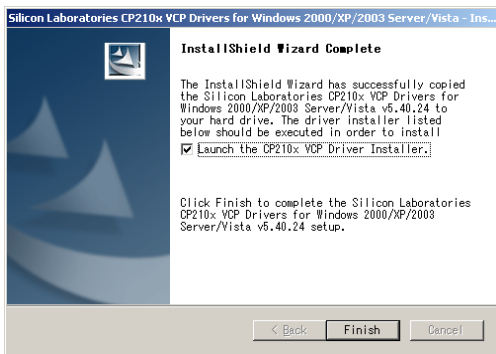 Silicon Laboratories CP210x VCP Drivers for Windows 2000/XP/2003 Server/Vista - Ins...
InstallShield Wizard Complete
The InstallShield Wizard has successfully copied
the Silicon Laboratories CP210x VCP Drivers for
Windows 2000/XP/2003 Server/Vista v5.40.24 to
your hard drive. The driver installer listed
below should be executed in order to install
Launch the CP210x VCP Driver Installer.
Click Finish to complete the Silicon Laboratories
CP210x VCP Drivers for Windows 2000/XP/2003
Server/Vista v5.40.24 setup.
< Back Finish Cancel